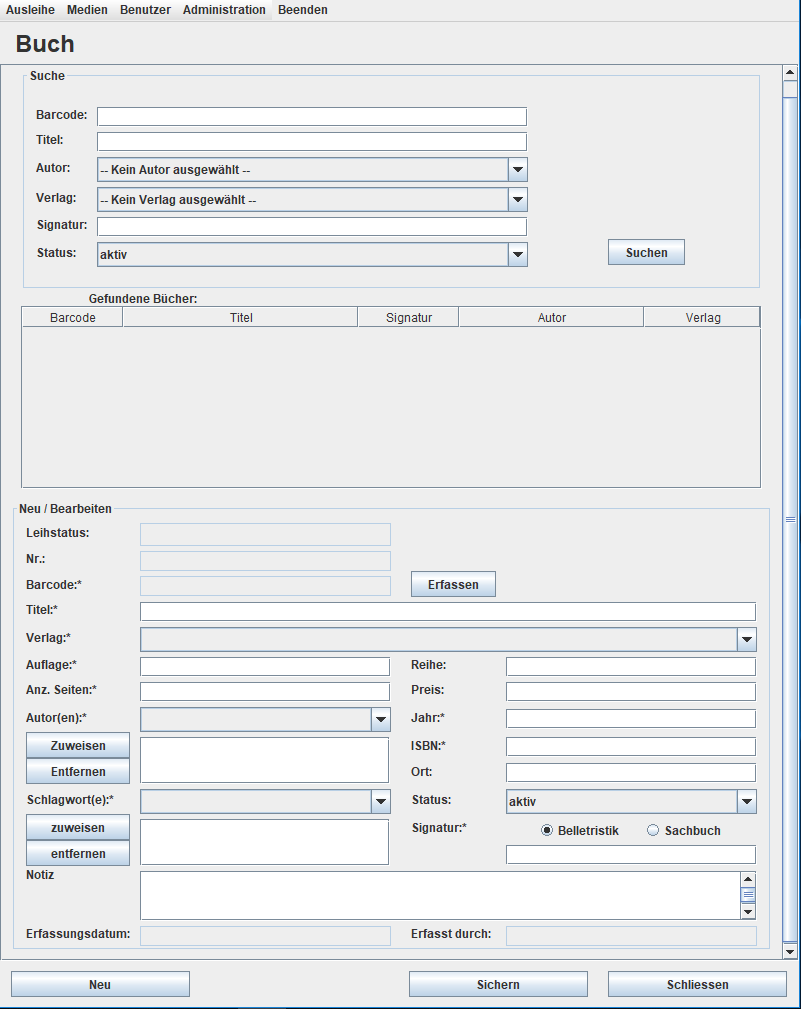 Ausleihe Medien Benutzer Administration Beenden
Buch
Suche
Barcode:
Titel:
Autor: -- Kein Autor ausgewählt --
Verlag: -- Kein Verlag ausgewählt --
Signatur:
Status: aktiv Suchen
Gefundene Bücher:
Barcode Titel Signatur Autor Verlag
Neu / Bearbeiten
Leihstatus:
Nr.:
Barcode:* Erfassen
Titel:*
Verlag:*
Auflage:* Reihe:
Anz. Seiten:* Preis:
Autor(en):* Jahr:*
Zuweisen ISBN:*
Entfernen Ort:
Schlagwort(e):* Status: aktiv
zuweisen Signatur:* Belletristik Sachbuch
entfernen
Notiz
Erfassungsdatum: Erfasst durch:
Neu Sichern Schliessen